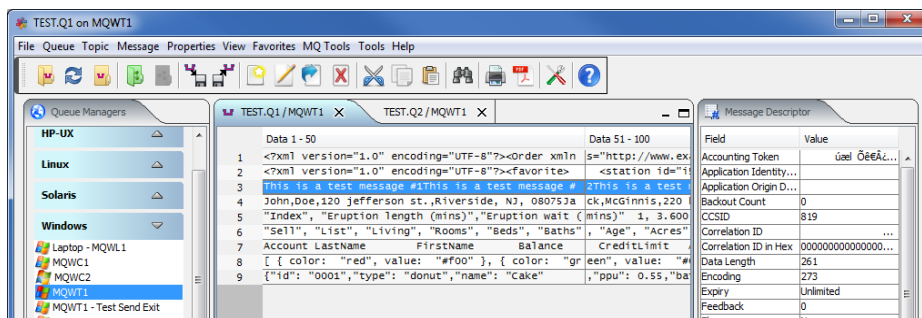 TEST.Q1 on MQWT1
File Queue Topic Message Properties View Favorites MQ Tools Tools Help
Queue Managers
HP-UX
Linux
Solaris
Windows
Laptop - MQWL1
MQWC1
MQWC2
MQWT1
MQWT1 - Test Send Exit
TEST.Q1 / MQWT1 X TEST.Q2 / MQWT1 X
Data 1 - 50 Data 51 - 100
1 <?xml version="1.0" encoding="UTF-8"?><Order xmln s="http://www.ex
2 <?xml version="1.0" encoding="UTF-8"?><favorite> <station id="i
3 This is a test message #1This is a test message # 2This is a test
4 John,Doe,120 jefferson st.,Riverside, NJ, 08075Ja ck,McGinnis,220
5 "Index", "Eruption length (mins)","Eruption wait ( mins)" 1, 3.600
6 "Sell", "List", "Living", "Rooms", "Beds", "Baths" , "Age", "Acres"
7 Account LastName FirstName Balance CreditLimit
8 [ { color: "red", value: "#f00" }, { color: "gr een", value: "#
9 {"id": "0001","type": "donut","name": "Cake" ,"ppu": 0.55,"ba
Message Descriptor
Field Value
Accounting Token
Application Identity...
Application Origin D...
Backout Count 0
CCSID 819
Correlation ID ...
Correlation ID in Hex 00000000000000...
Data Length 261
Encoding 273
Expiry Unlimited
Feedback 0